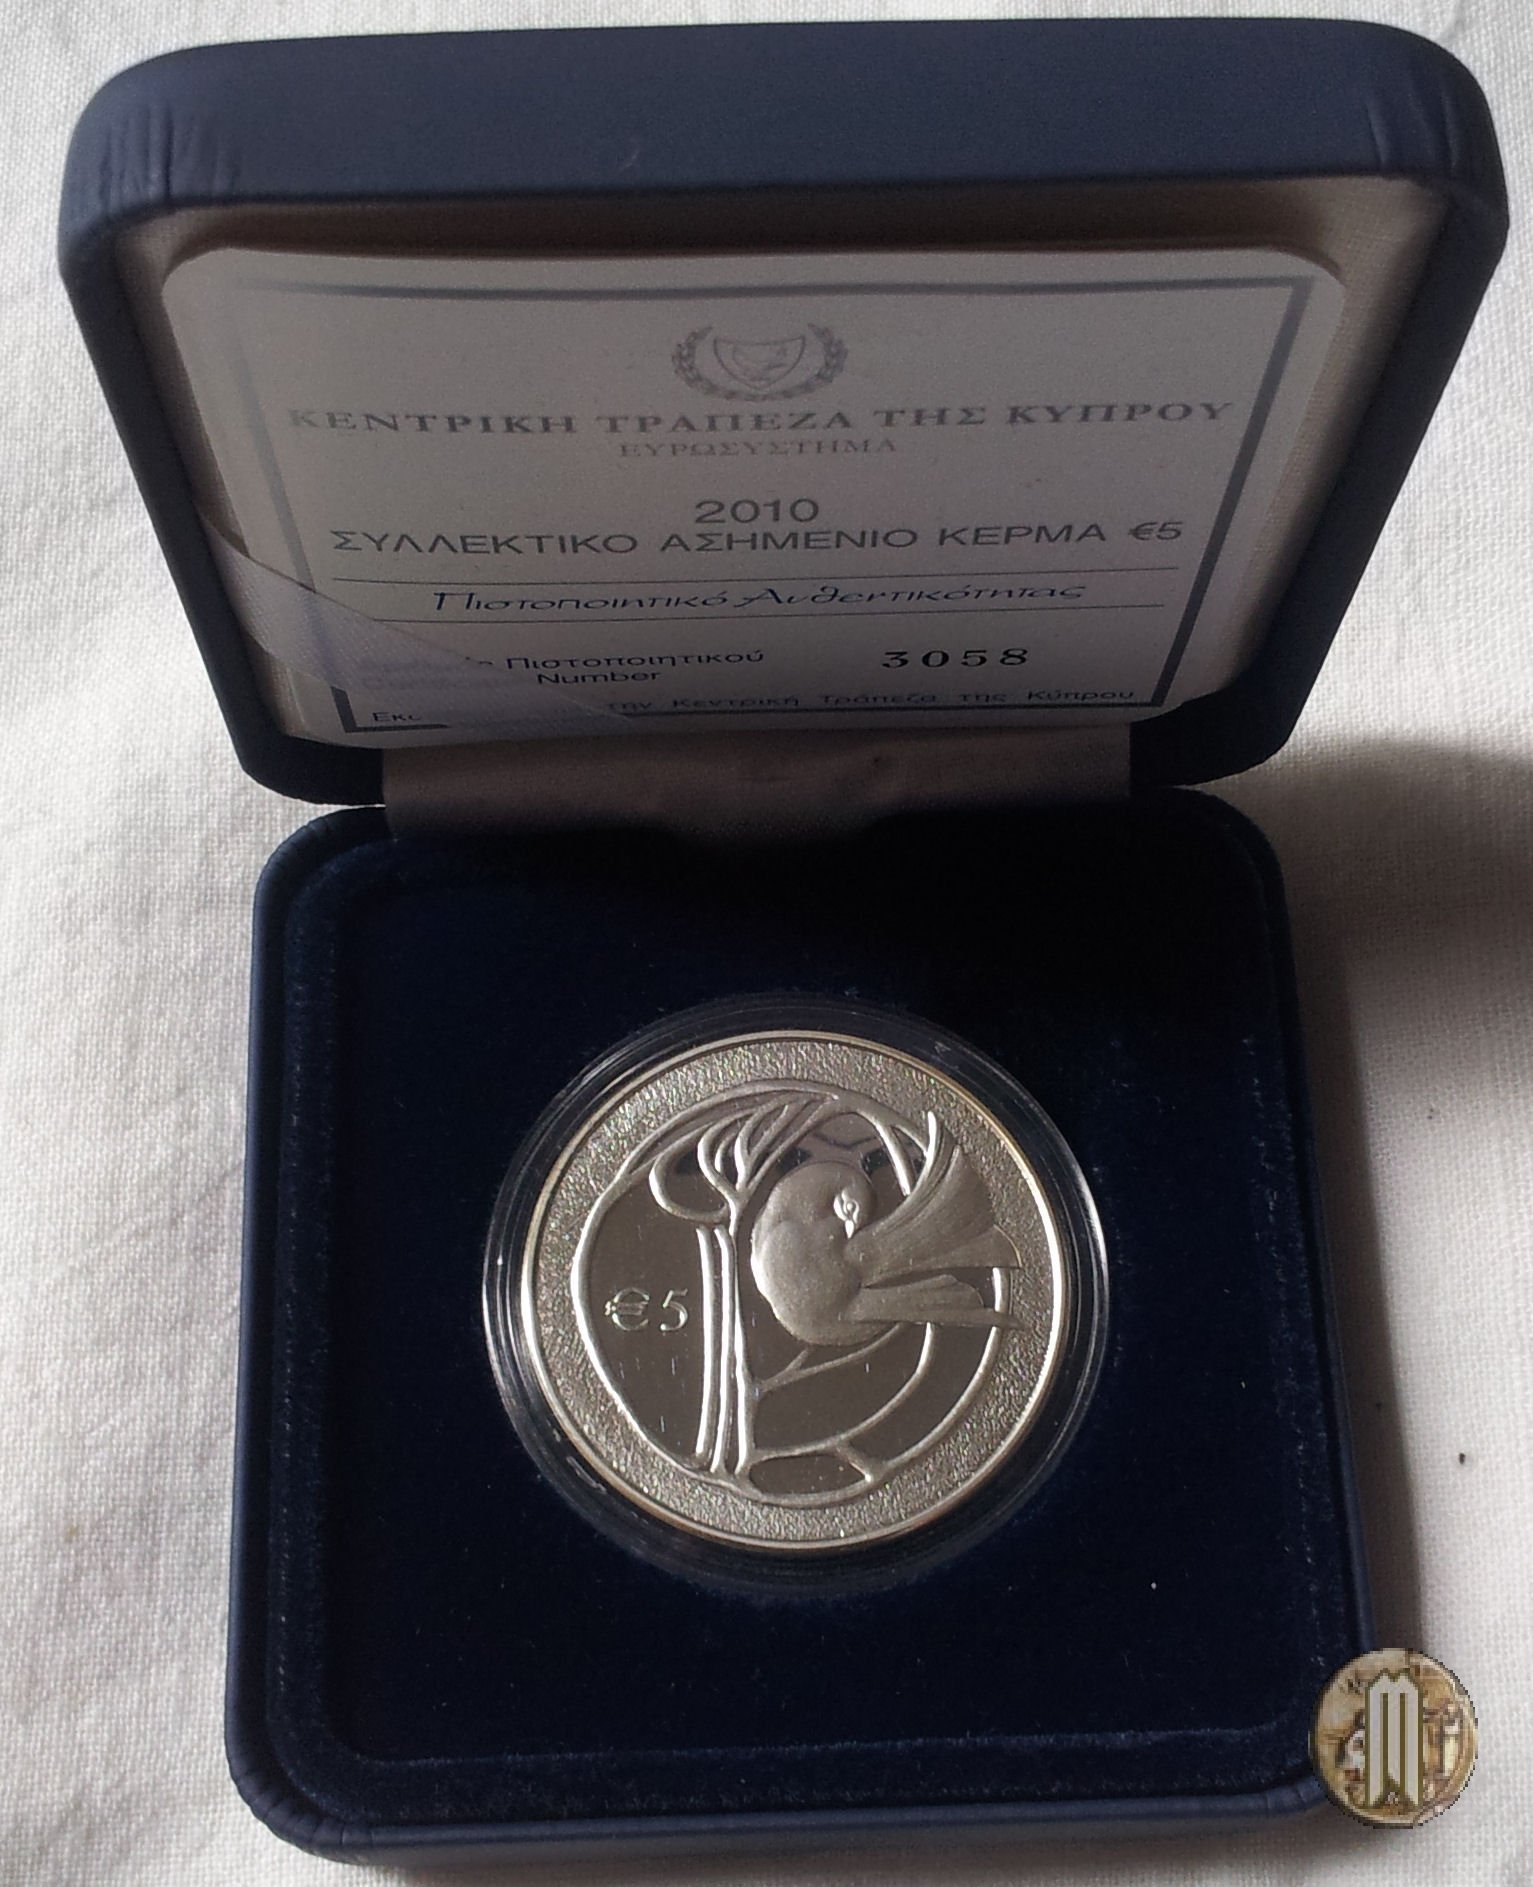 ΚΕΝΤΡΙΚΗ ΤΡΑΠΕΖΑ ΤΗΣ ΚΥΠΡΟΥ
ΕΥΡΩΣΥΣΤΗΜΑ
2010
ΣΥΛΛΕΚΤΙΚΟ ΑΣΗΜΕΝΙΟ ΚΕΡΜΑ €5
Πιστοποιητικό Αυθεντικότητας
Πιστοποιητικού 3058
Number
την Κεντρική Τράπεζα της Κύπρου
€5